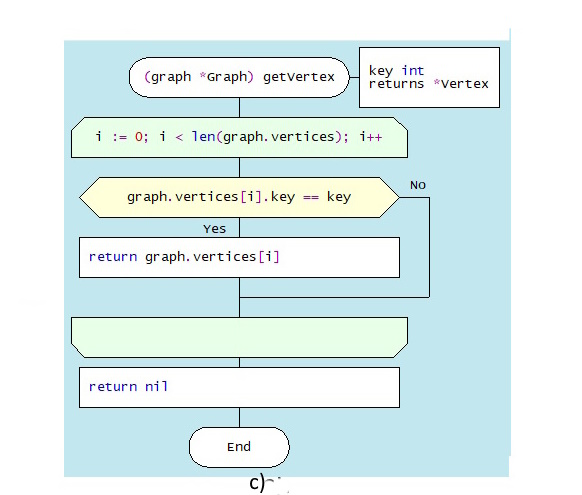 (graph *Graph) getVertex
key int
returns *Vertex
i := 0; i < len(graph.vertices); i++
graph.vertices[i].key == key
No
Yes
return graph.vertices[i]
return nil
End
c)